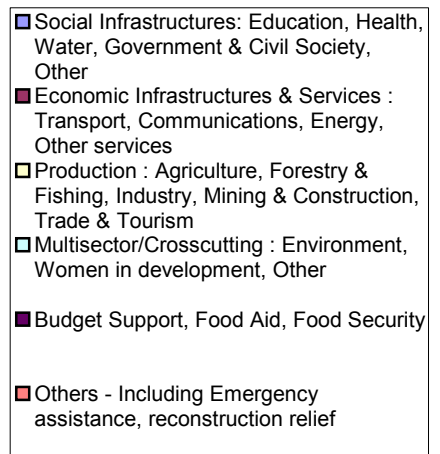 Social Infrastructures: Education, Health,
Water, Government & Civil Society,
Other
Economic Infrastructures & Services :
Transport, Communications, Energy,
Other services
Production : Agriculture, Forestry &
Fishing, Industry, Mining & Construction,
Trade & Tourism
Multisector/Crosscutting : Environment,
Women in development, Other
Budget Support, Food Aid, Food Security
Others - Including Emergency
assistance, reconstruction relief